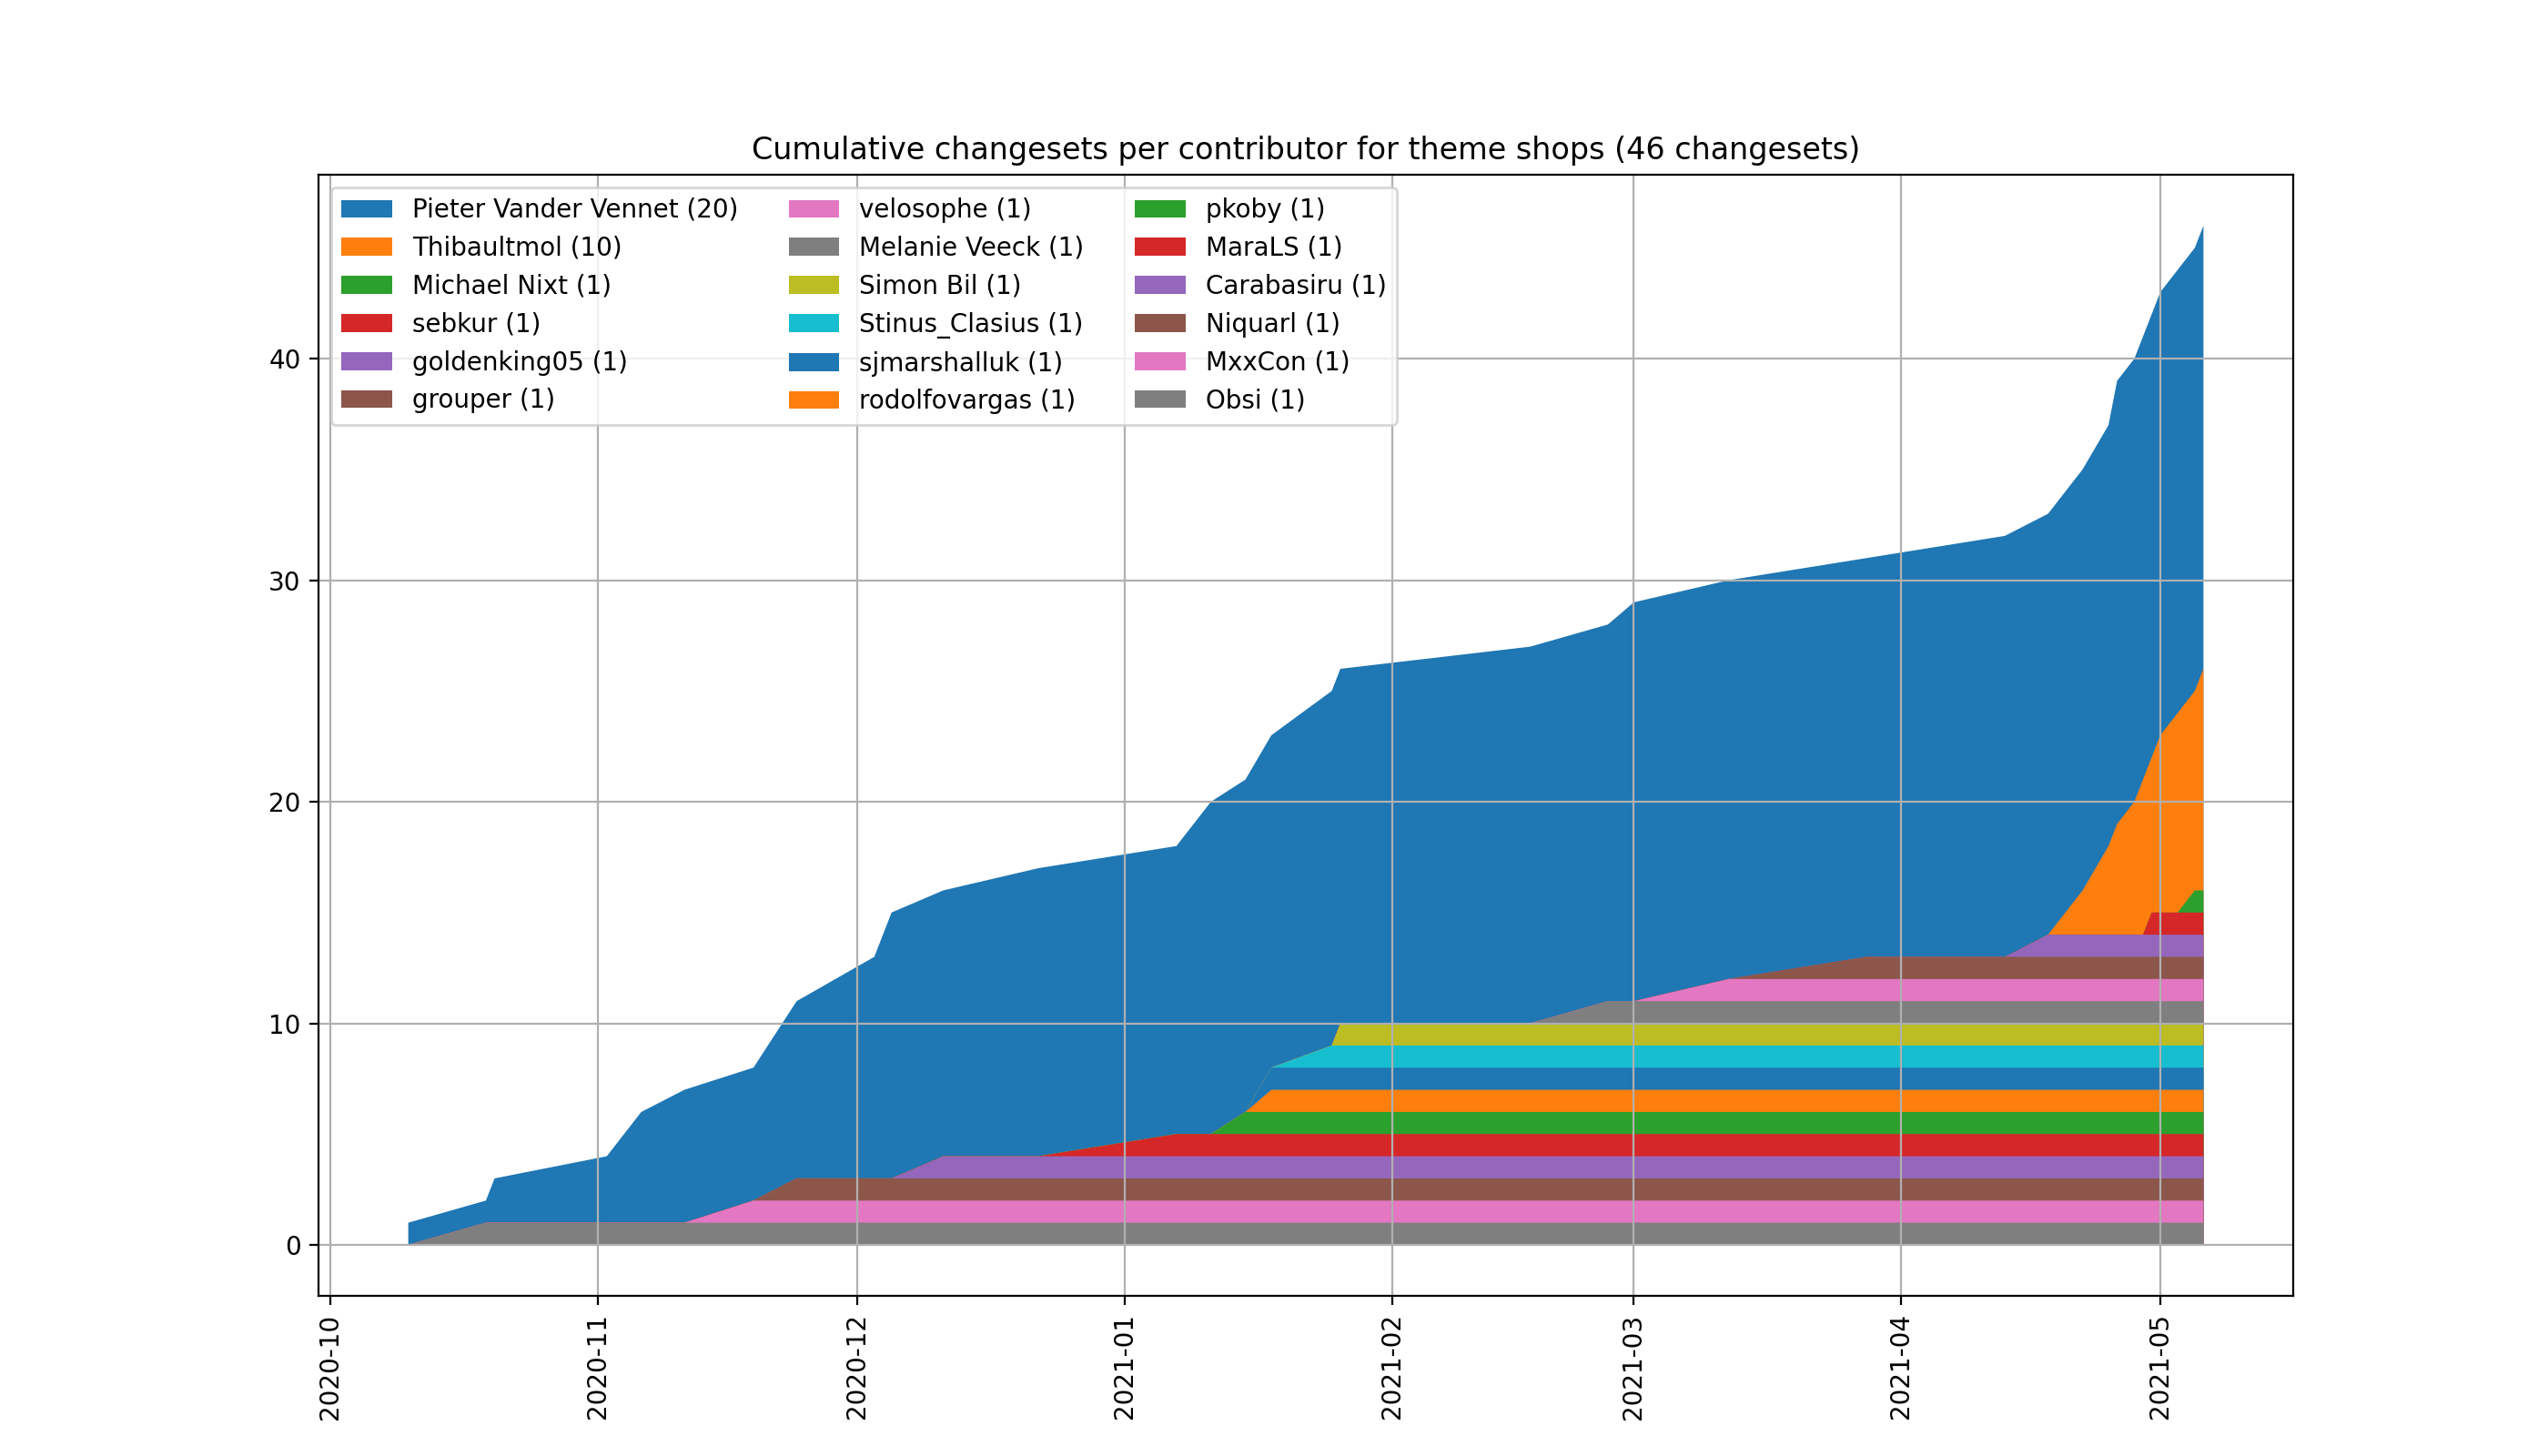 Cumulative changesets per contributor for theme shops (46 changesets)
Pieter Vander Vennet (20)
Thibaultmol (10)
Michael Nixt (1)
sebkur (1)
goldenking05 (1)
grouper (1)
velosophe (1)
Melanie Veeck (1)
Simon Bil (1)
Stinus_Clasius (1)
sjmarshalluk (1)
rodolfovargas (1)
pkoby (1)
MaraLS (1)
Carabasiru (1)
Niquarl (1)
MxxCon (1)
Obsi (1)
40
30
20
10
0
2020-10
2020-11
2020-12
2021-01
2021-02
2021-03
2021-04
2021-05